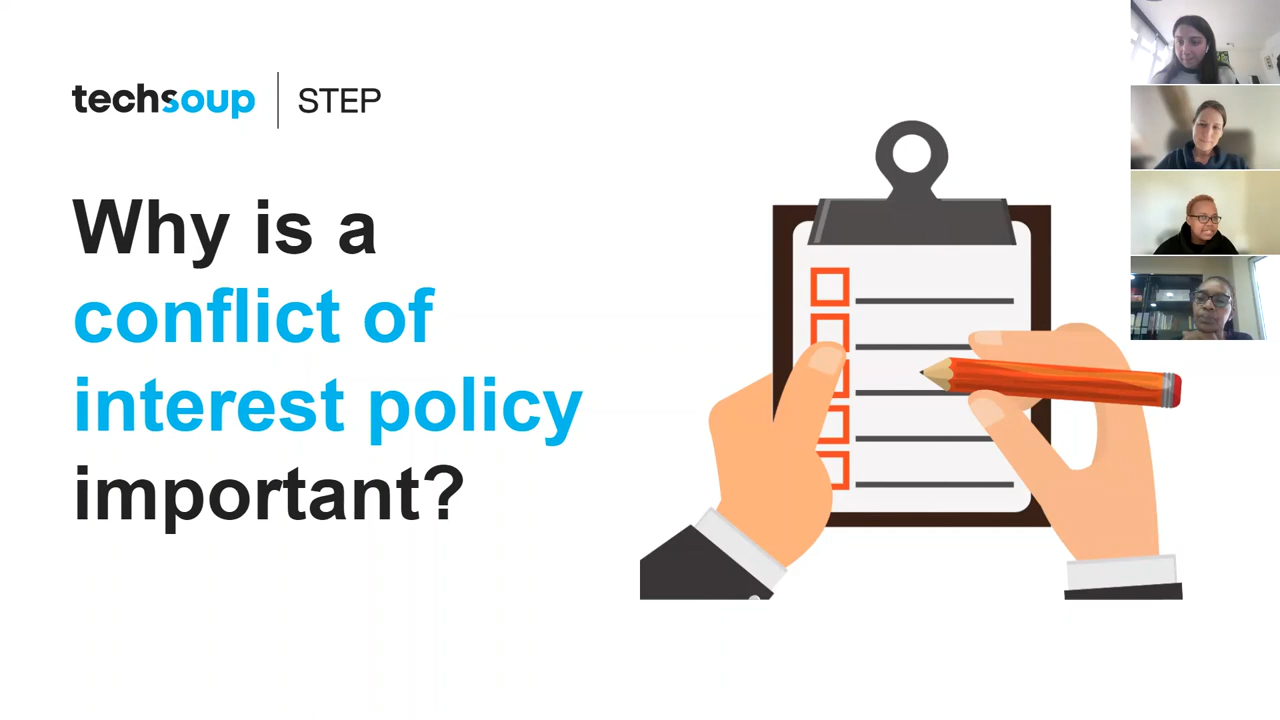 techsoup | STEP
Why is a
conflict of
interest policy
important?